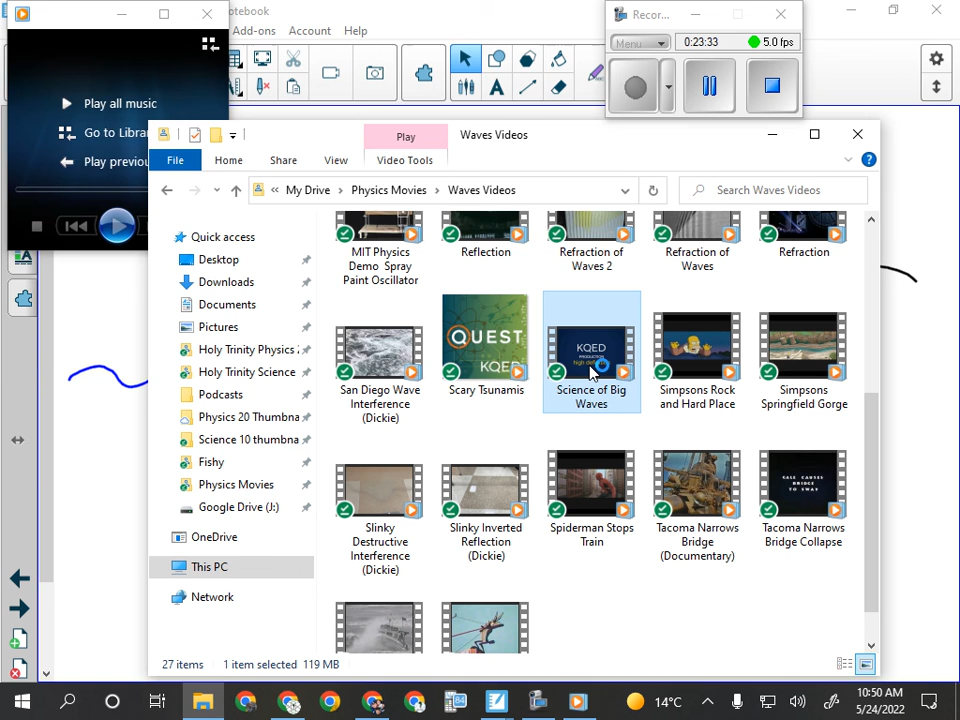 otebook
Recor...
Add-ons Account Help
Menu 0:23:33 5.0 fps
Play all music
Go to Libra
Play previou
Play
Waves Videos
File Home Share View Video Tools
« My Drive > Physics Movies > Waves Videos
Search Waves Videos
Quick access
Desktop
Downloads
Documents
Pictures
Holy Trinity Physics 2
Holy Trinity Science
Podcasts
Physics 20 Thumbna
Science 10 thumbna
Fishy
Physics Movies
Google Drive (J:)
OneDrive
This PC
Network
MIT Physics
Demo Spray
Paint Oscillator
Reflection
Refraction of
Waves 2
Refraction of
Waves
Refraction
QUEST
KQED
KQED
PRODUCTION
San Diego Wave
Interference
(Dickie)
Scary Tsunamis
Science of Big
Waves
Simpsons Rock
and Hard Place
Simpsons
Springfield Gorge
GALE CAUSES
BRIDGE
TO SWAY
Slinky
Destructive
Interference
(Dickie)
Slinky Inverted
Reflection
(Dickie)
Spiderman Stops
Train
Tacoma Narrows
Bridge
(Documentary)
Tacoma Narrows
Bridge Collapse
27 items 1 item selected 119 MB
14°C
10:50 AM
5/24/2022